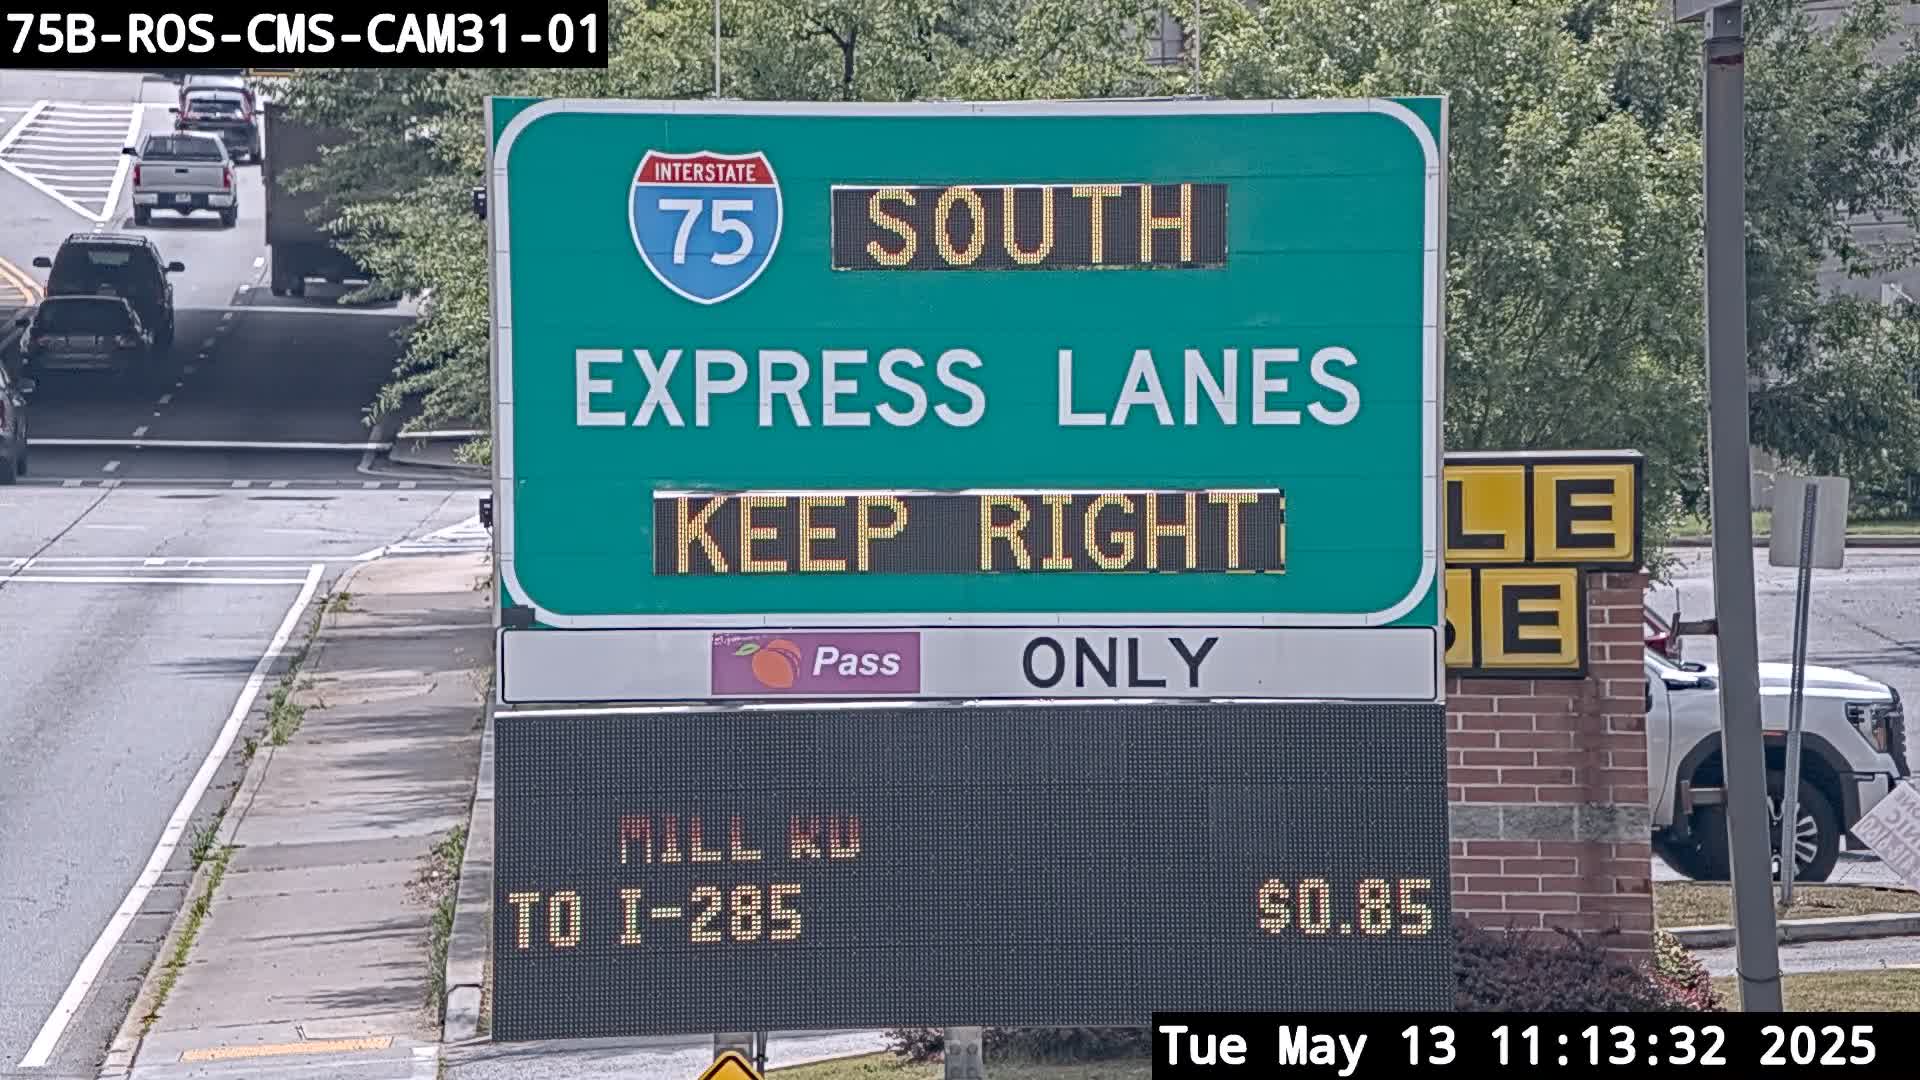 75B-ROS-CMS-CAM31-01
INTERSTATE
75
SOUTH
EXPRESS LANES
KEEP RIGHT
LE
E
Pass ONLY
MILL
TO I-285 $0.85
Tue May 13 11:13:32 2025